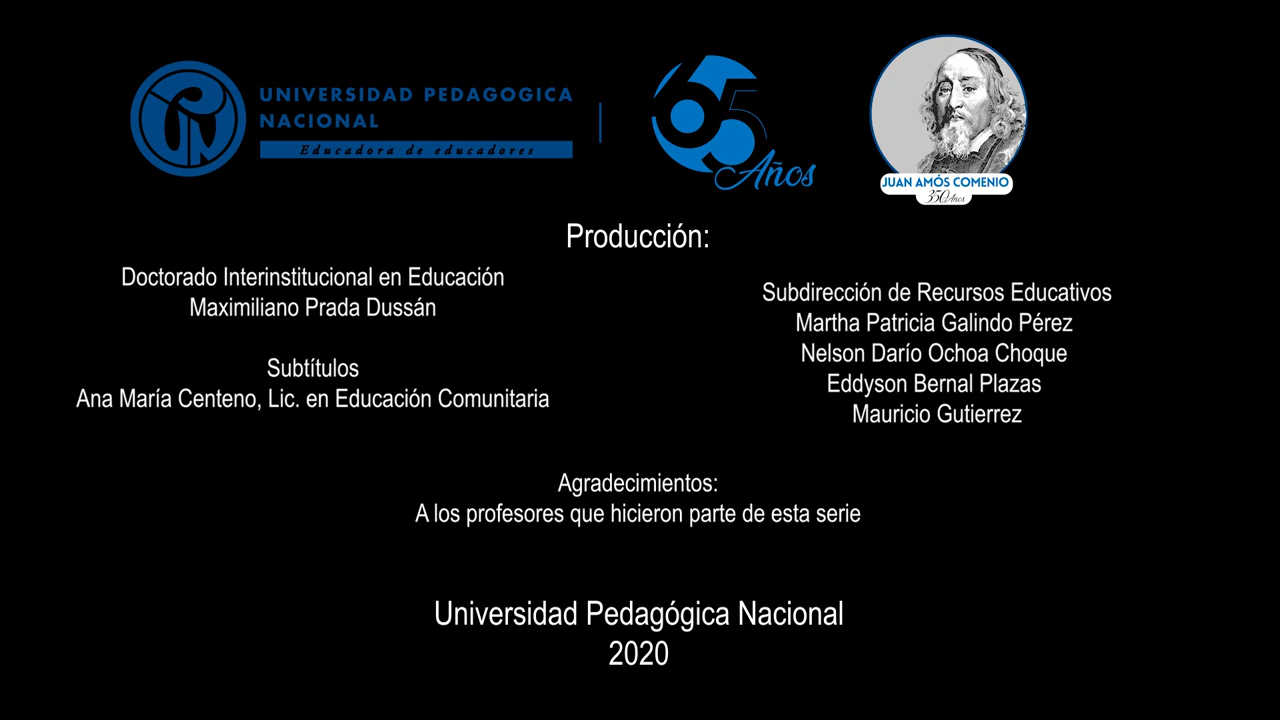 UNIVERSIDAD PEDAGOGICA
NACIONAL
Educadora de educadores
65
Años
JUAN AMÓS COMENIO
350 Años
Producción:
Doctorado Interinstitucional en Educación
Maximiliano Prada Dussán
Subtítulos
Ana María Centeno, Lic. en Educación Comunitaria
Subdirección de Recursos Educativos
Martha Patricia Galindo Pérez
Nelson Darío Ochoa Choque
Eddyson Bernal Plazas
Mauricio Gutierrez
Agradecimientos:
A los profesores que hicieron parte de esta serie
Universidad Pedagógica Nacional
2020